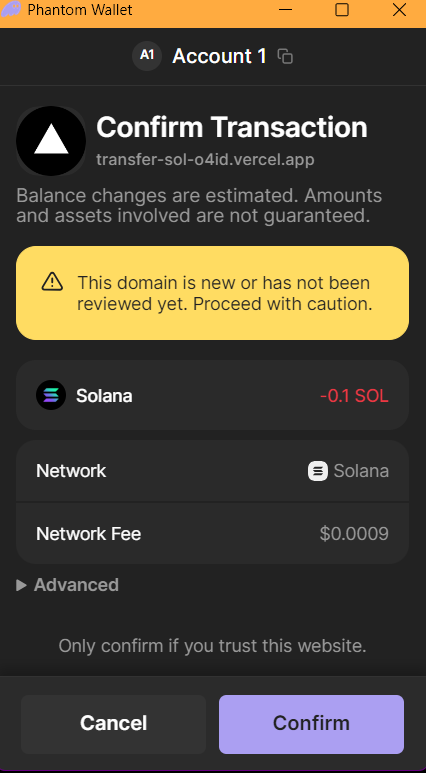 Phantom Wallet
A1 Account 1
Confirm Transaction
transfer-sol-o4id.vercel.app
Balance changes are estimated. Amounts
and assets involved are not guaranteed.
This domain is new or has not been
reviewed yet. Proceed with caution.
Solana -0.1 SOL
Network Solana
Network Fee $0.0009
Advanced
Only confirm if you trust this website.
Cancel Confirm